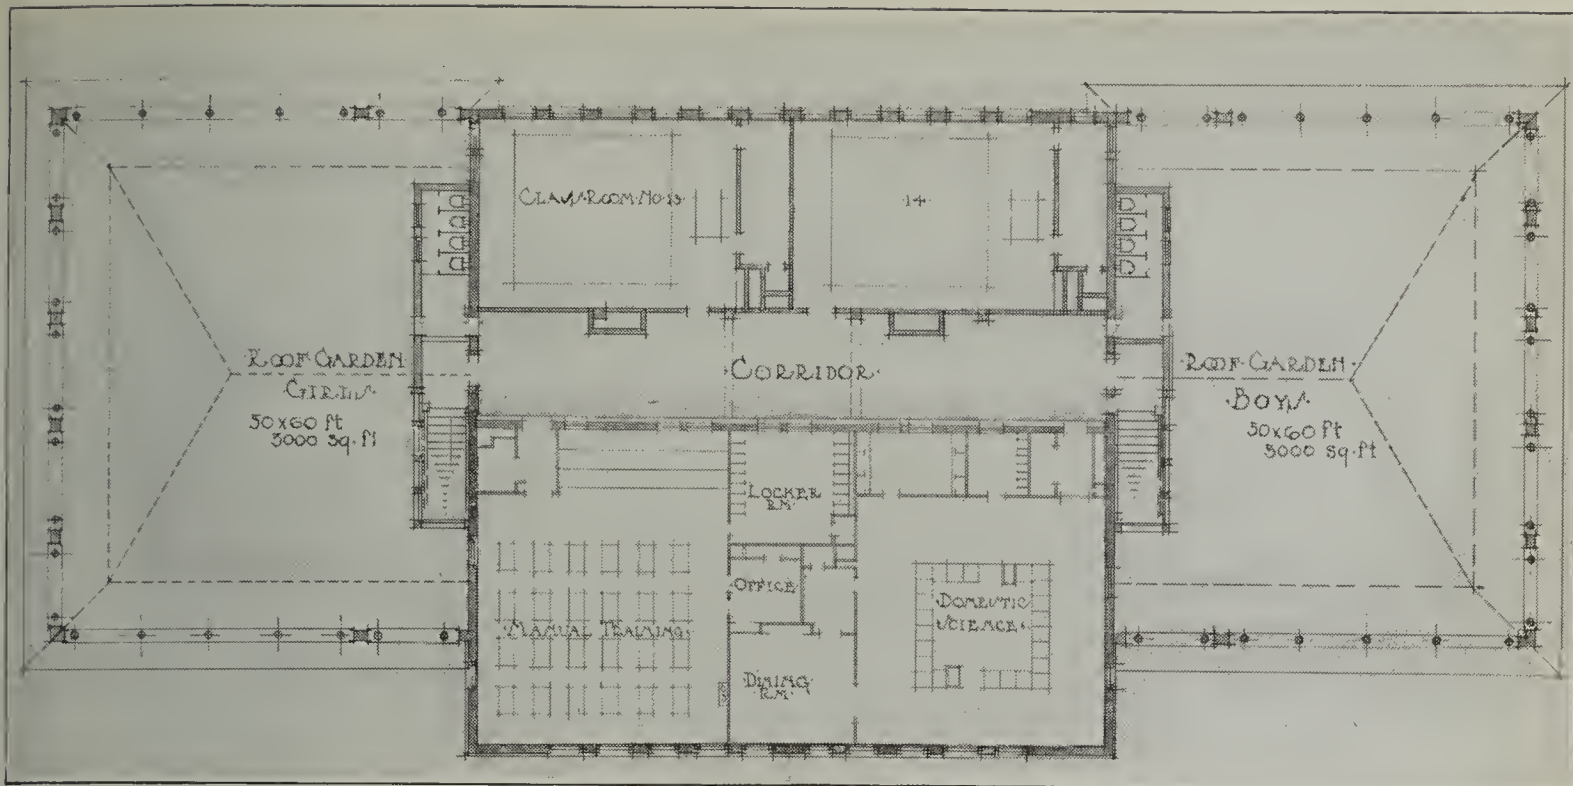 CLASS·ROOM·NO·13
14
ROOF·GARDEN
GIRLS
50x60 ft
3000 sq·ft
·CORRIDOR·
·ROOF·GARDEN·
·BOYS·
50x60 ft
3000 sq·ft
·LOCKER·
RM·
OFFICE
·MANUAL TRAINING·
·DOMESTIC
SCIENCE·
DINING
RM·